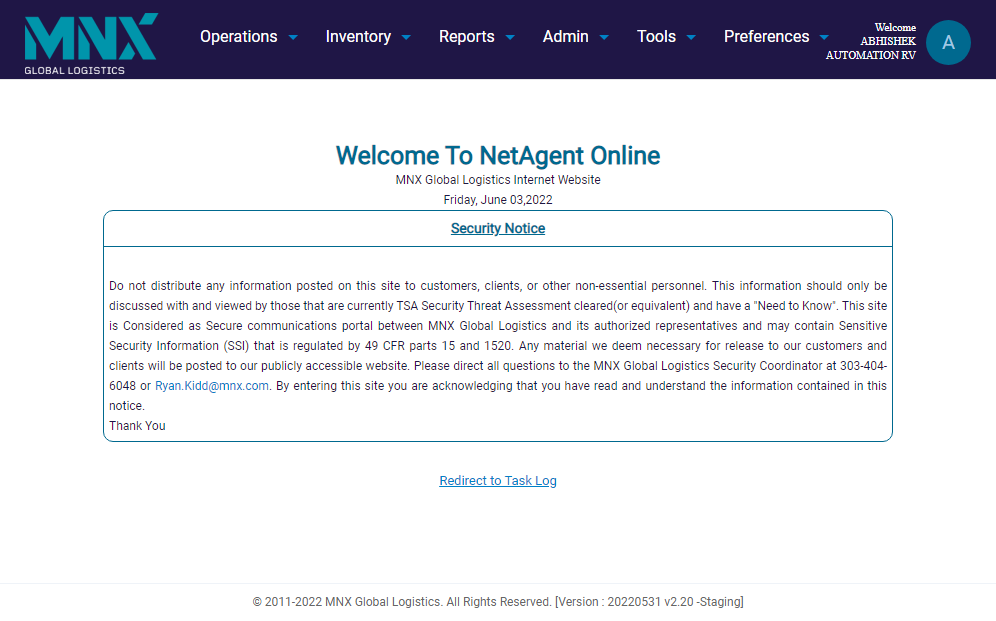 MNX
GLOBAL LOGISTICS
Operations
Inventory
Reports
Admin
Tools
Preferences
Welcome
ABHISHEK
AUTOMATION RV
A
Welcome To NetAgent Online
MNX Global Logistics Internet Website
Friday, June 03,2022
Security Notice
Do not distribute any information posted on this site to customers, clients, or other non-essential personnel. This information should only be
discussed with and viewed by those that are currently TSA Security Threat Assessment cleared(or equivalent) and have a "Need to Know". This site
is Considered as Secure communications portal between MNX Global Logistics and its authorized representatives and may contain Sensitive
Security Information (SSI) that is regulated by 49 CFR parts 15 and 1520. Any material we deem necessary for release to our customers and
clients will be posted to our publicly accessible website. Please direct all questions to the MNX Global Logistics Security Coordinator at 303-404-
6048 or Ryan.Kidd@mnx.com. By entering this site you are acknowledging that you have read and understand the information contained in this
notice.
Thank You
Redirect to Task Log
© 2011-2022 MNX Global Logistics. All Rights Reserved. [Version : 20220531 v2.20 -Staging]